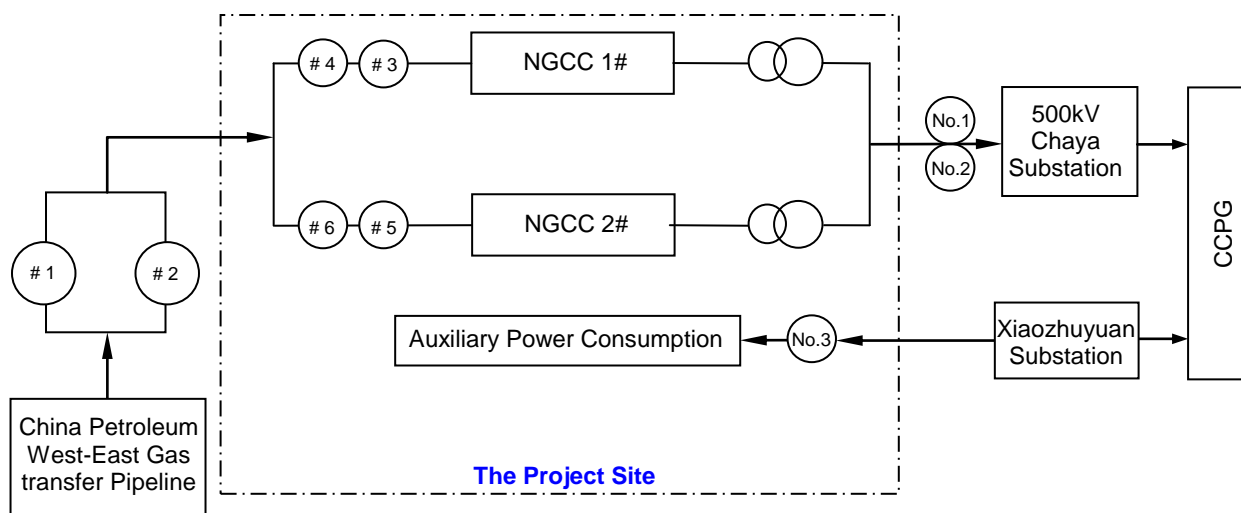 # 4
# 3
NGCC 1#
No.1
No.2
500kV
Chaya
Substation
CCPG
# 6
# 5
NGCC 2#
# 1
# 2
Auxiliary Power Consumption
No.3
Xiaozhuyuan
Substation
China Petroleum
West-East Gas
transfer Pipeline
The Project Site